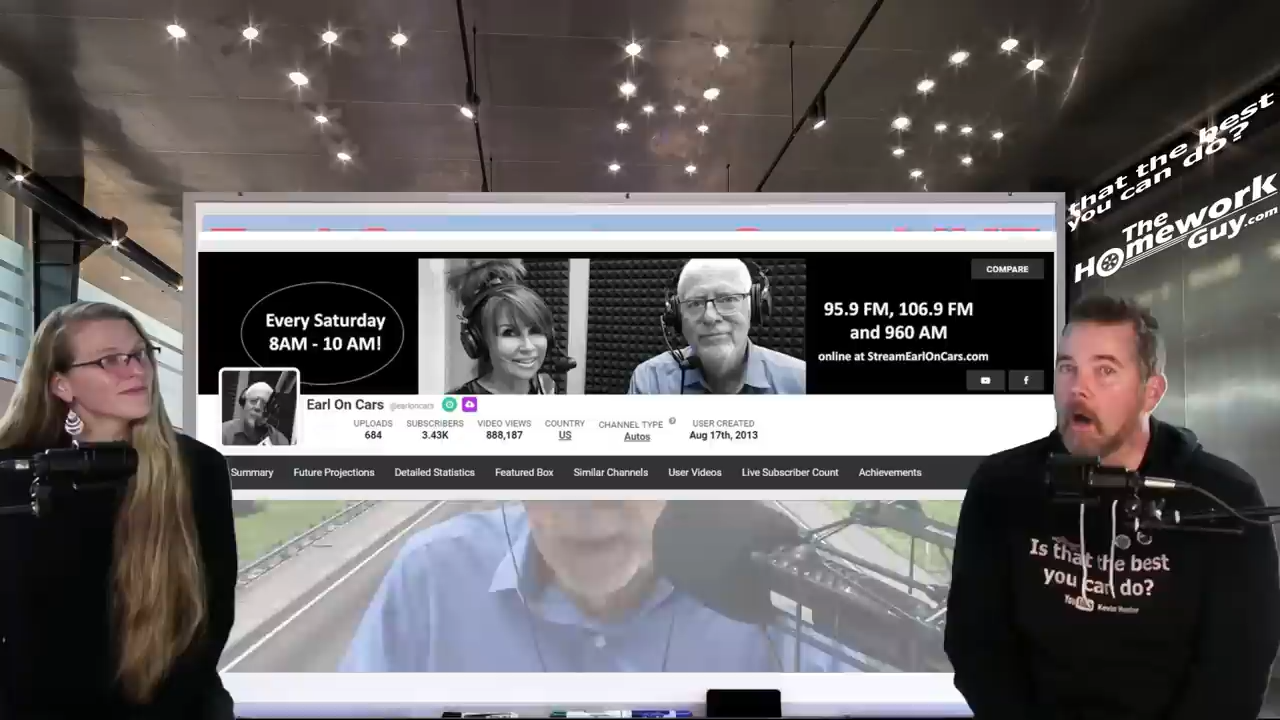 that the best
you can do?
The
Homework
Guy.com
COMPARE
Every Saturday
8AM - 10 AM!
95.9 FM, 106.9 FM
and 960 AM
online at StreamEarlOnCars.com
Earl On Cars @earloncars
UPLOADS
684
SUBSCRIBERS
3.43K
VIDEO VIEWS
888,187
COUNTRY
US
CHANNEL TYPE
Autos
USER CREATED
Aug 17th, 2013
Summary Future Projections Detailed Statistics Featured Box Similar Channels User Videos Live Subscriber Count Achievements
Is that the best
you can do?
Kevin Hunter